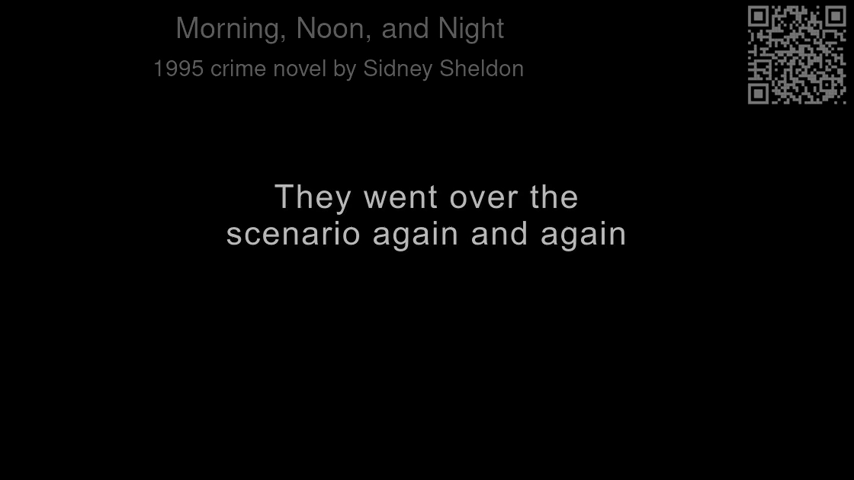 Morning, Noon, and Night
1995 crime novel by Sidney Sheldon
They went over the
scenario again and again